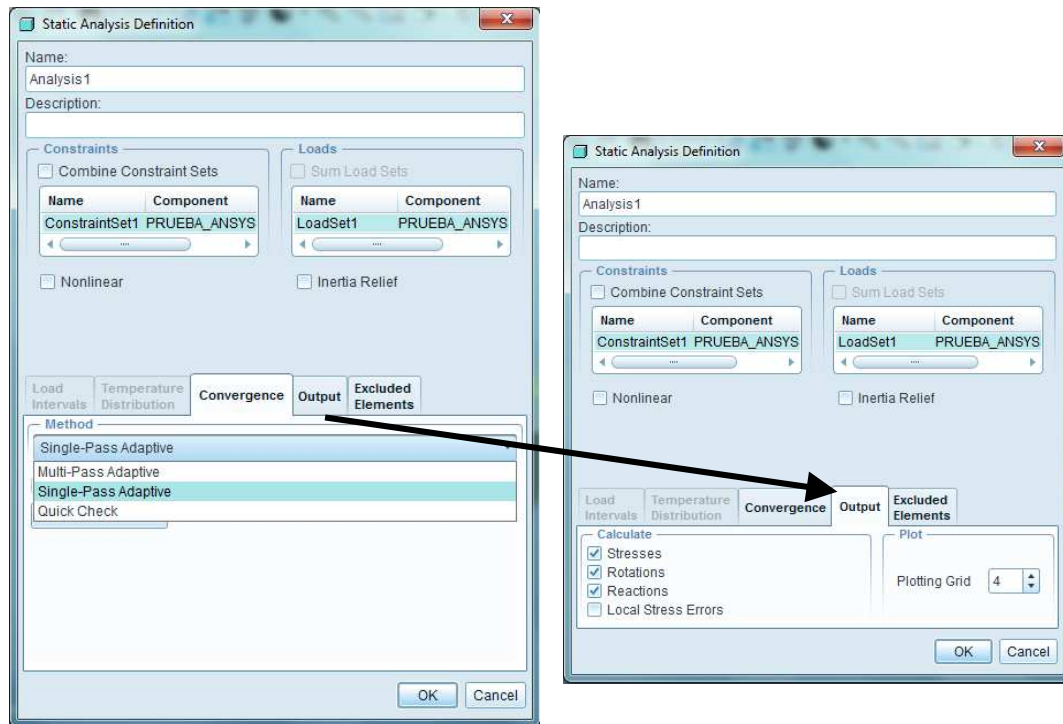 Static Analysis Definition
Name:
Analysis1
Description:
Constraints
Combine Constraint Sets
Name Component
ConstraintSet1 PRUEBA_ANSYS
Loads
Sum Load Sets
Name Component
LoadSet1 PRUEBA_ANSYS
Nonlinear
Inertia Relief
Load Intervals
Temperature Distribution
Convergence
Output
Excluded Elements
Method
Single-Pass Adaptive
Multi-Pass Adaptive
Single-Pass Adaptive
Quick Check
OK Cancel
Static Analysis Definition
Name:
Analysis1
Description:
Constraints
Combine Constraint Sets
Name Component
ConstraintSet1 PRUEBA_ANSYS
Loads
Sum Load Sets
Name Component
LoadSet1 PRUEBA_ANSYS
Nonlinear
Inertia Relief
Load Intervals
Temperature Distribution
Convergence
Output
Excluded Elements
Calculate
Stresses
Rotations
Reactions
Local Stress Errors
Plot
Plotting Grid 4
OK Cancel